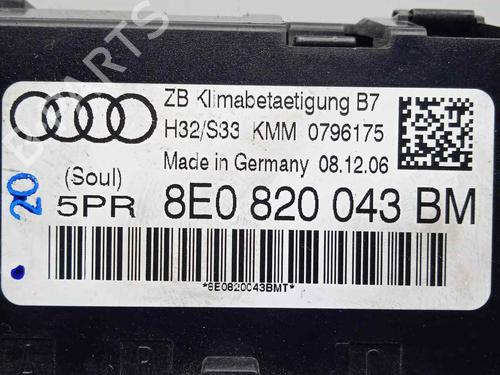 ZB Klimabetaetigung B7
H32/S33 KMM 0796175
Made in Germany 08.12.06
(Soul)
20
5PR 8E0 820 043 BM
*8E0820043BMT*